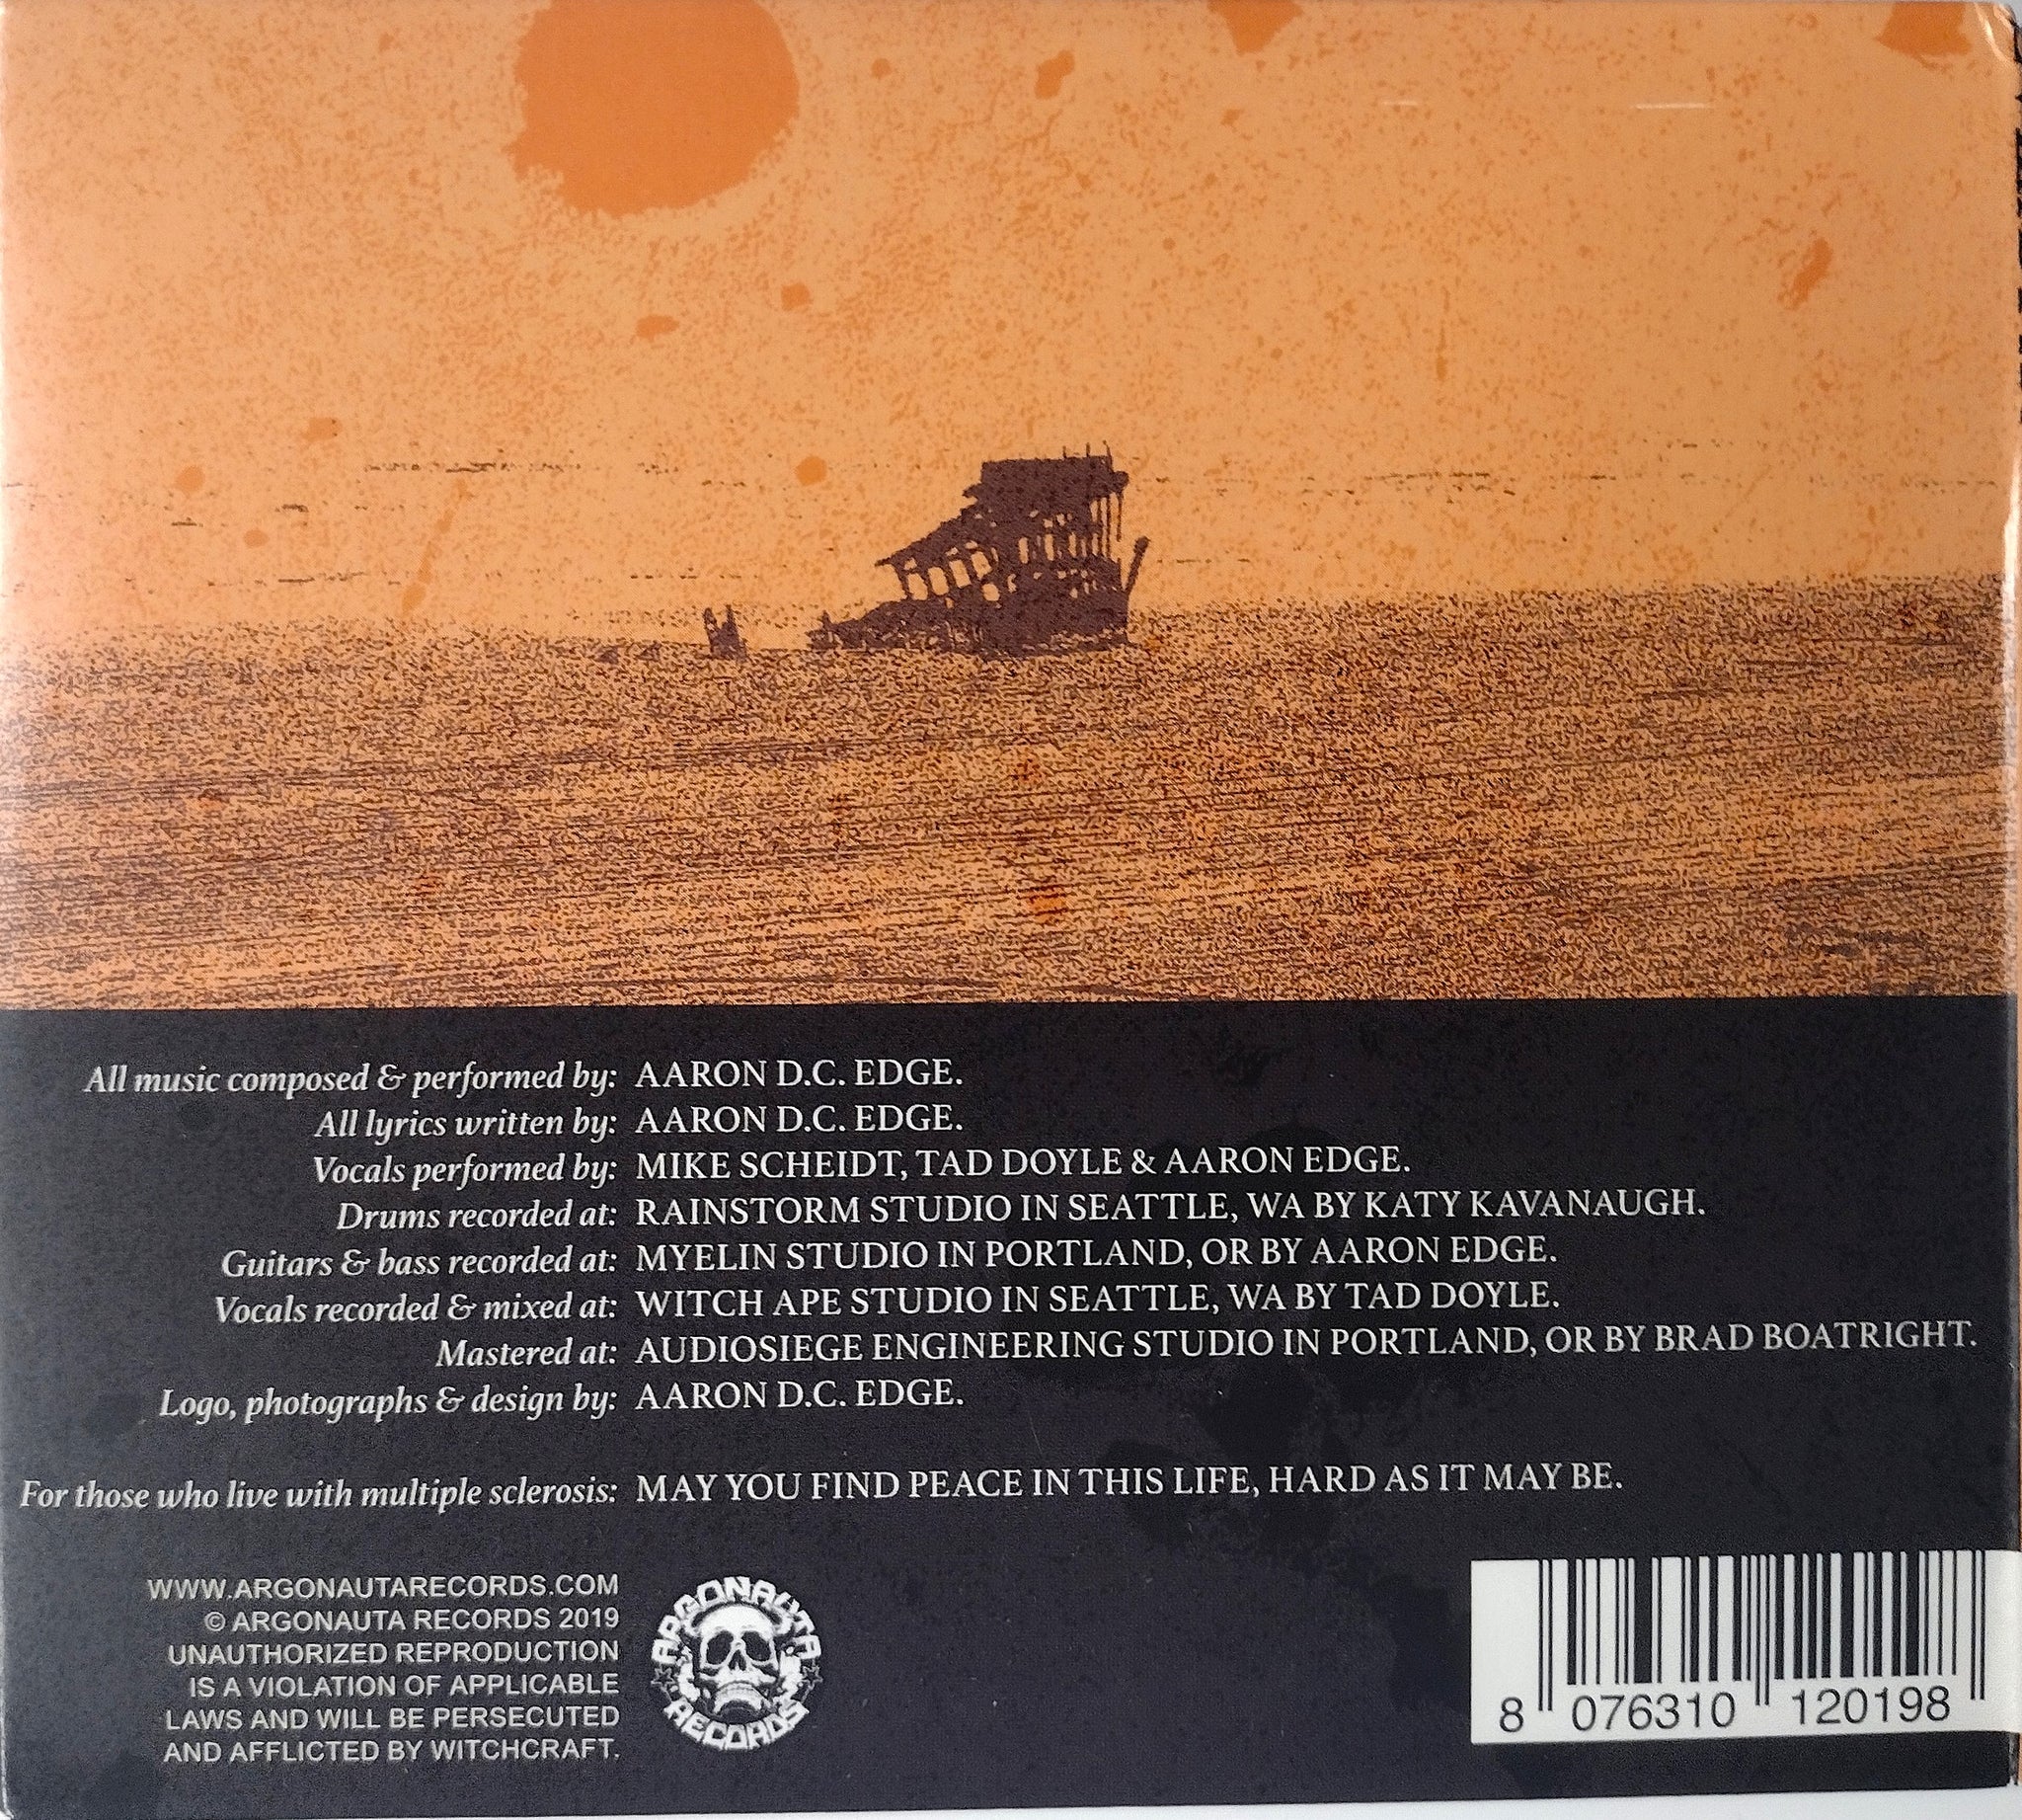 All music composed & performed by: AARON D.C. EDGE.
All lyrics written by: AARON D.C. EDGE.
Vocals performed by: MIKE SCHEIDT, TAD DOYLE & AARON EDGE.
Drums recorded at: RAINSTORM STUDIO IN SEATTLE, WA BY KATY KAVANAUGH.
Guitars & bass recorded at: MYELIN STUDIO IN PORTLAND, OR BY AARON EDGE.
Vocals recorded & mixed at: WITCH APE STUDIO IN SEATTLE, WA BY TAD DOYLE.
Mastered at: AUDIOSIEGE ENGINEERING STUDIO IN PORTLAND, OR BY BRAD BOATRIGHT.
Logo, photographs & design by: AARON D.C. EDGE.
For those who live with multiple sclerosis: MAY YOU FIND PEACE IN THIS LIFE, HARD AS IT MAY BE.
WWW.ARGONAUTARECORDS.COM
© ARGONAUTA RECORDS 2019
UNAUTHORIZED REPRODUCTION
IS A VIOLATION OF APPLICABLE
LAWS AND WILL BE PERSECUTED
AND AFFLICTED BY WITCHCRAFT.
ARGONAUTA
RECORDS
8 076310 120198